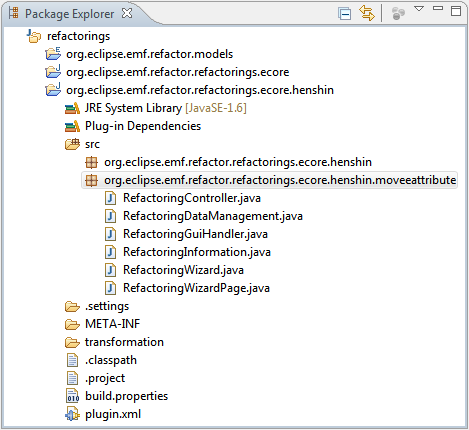 Package Explorer
refactorings
org.eclipse.emf.refactor.models
org.eclipse.emf.refactor.refactorings.ecore
org.eclipse.emf.refactor.refactorings.ecore.henshin
JRE System Library [JavaSE-1.6]
Plug-in Dependencies
src
org.eclipse.emf.refactor.refactorings.ecore.henshin
org.eclipse.emf.refactor.refactorings.ecore.henshin.moveeattribute
RefactoringController.java
RefactoringDataManagement.java
RefactoringGuiHandler.java
RefactoringInformation.java
RefactoringWizard.java
RefactoringWizardPage.java
.settings
META-INF
transformation
.classpath
.project
build.properties
plugin.xml